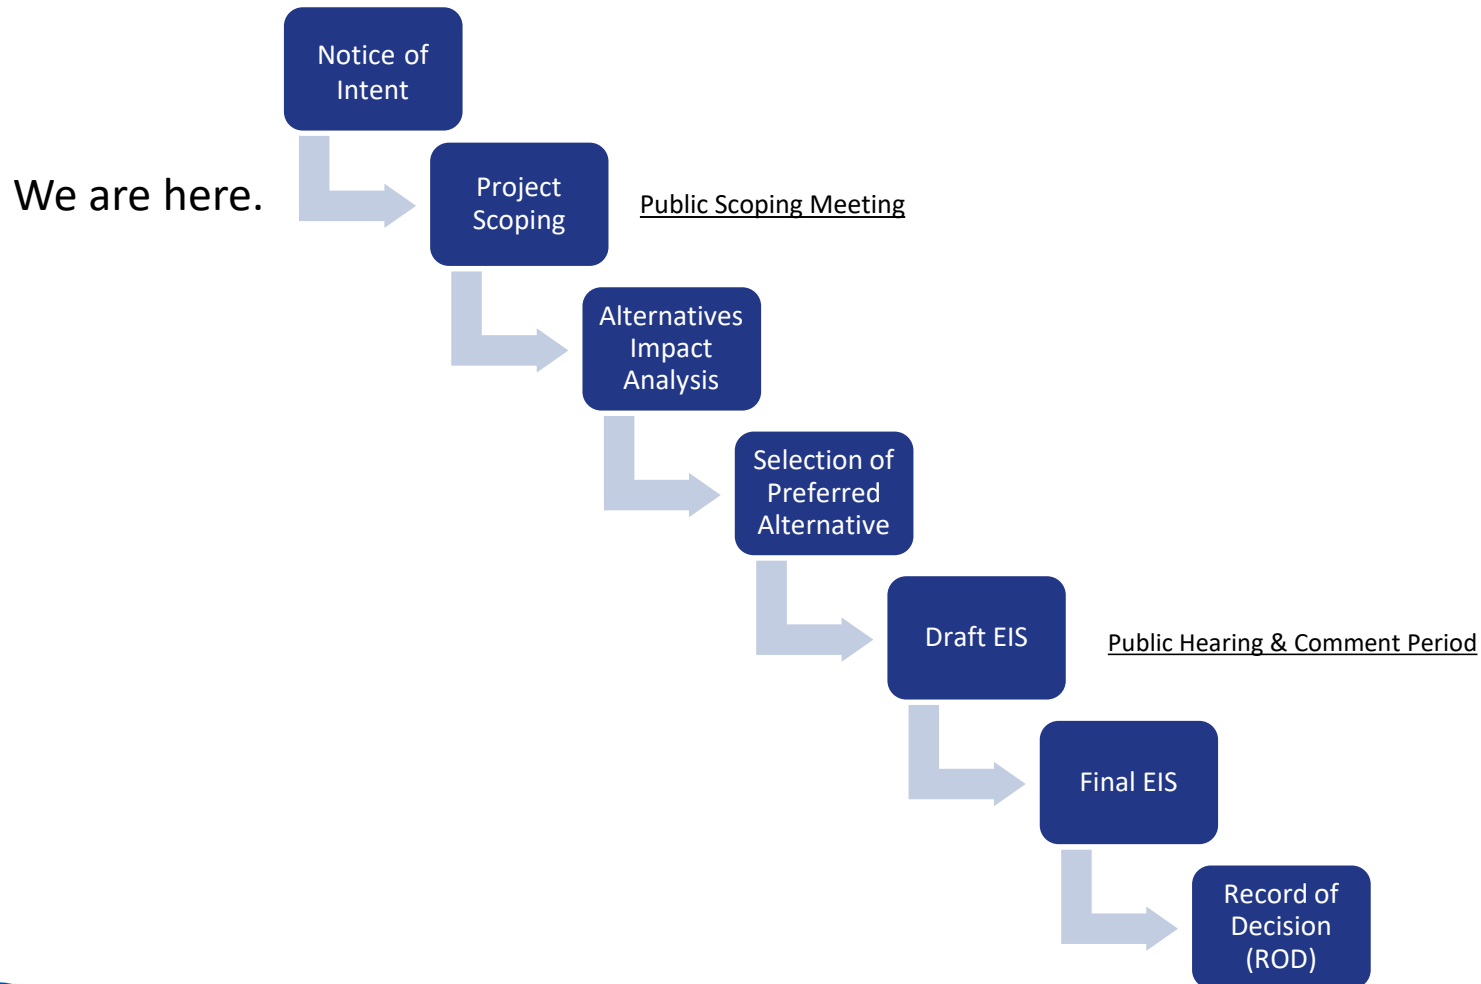 Notice of
Intent
We are here.
Project
Scoping
Public Scoping Meeting
Alternatives
Impact
Analysis
Selection of
Preferred
Alternative
Draft EIS
Public Hearing & Comment Period
Final EIS
Record of
Decision
(ROD)